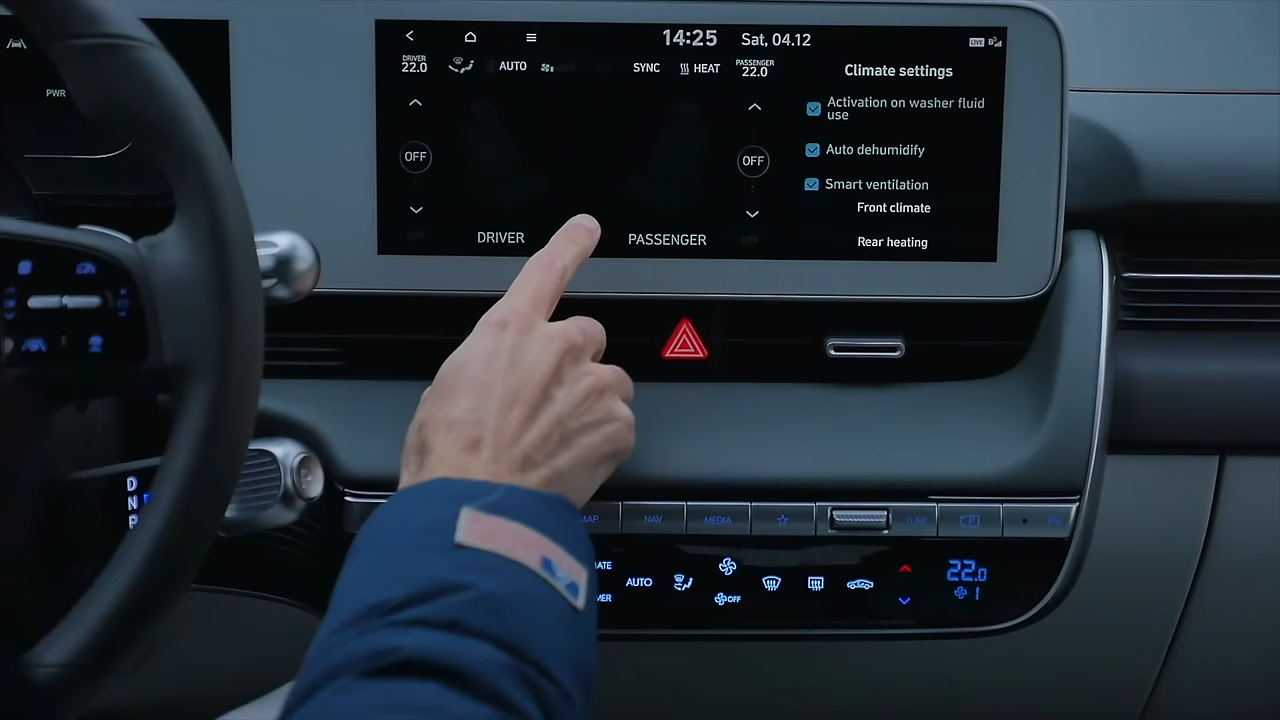 14:25
Sat, 04.12
LIVE
DRIVER
22.0
AUTO
SYNC
HEAT
PASSENGER
22.0
Climate settings
Activation on washer fluid
use
Auto dehumidify
Smart ventilation
Front climate
Rear heating
OFF
OFF
DRIVER
PASSENGER
PWR
D
N
R
MAP
NAV
MEDIA
AUTO
OFF
22.0
1